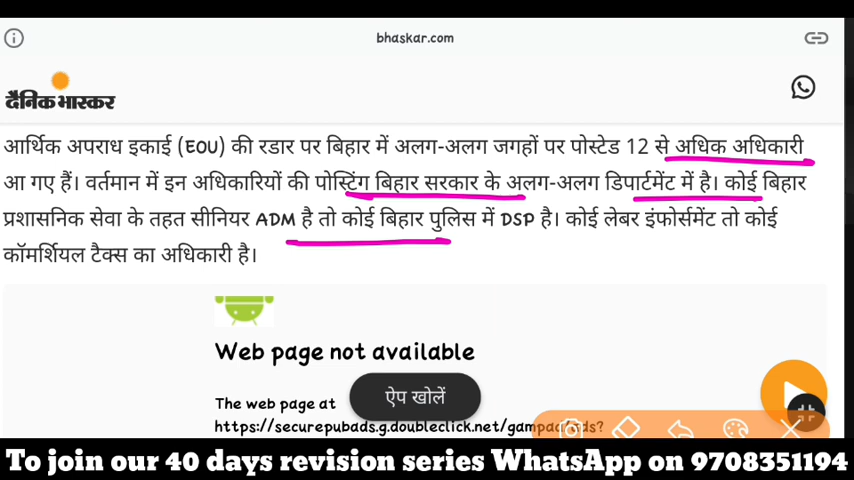 bhaskar.com
दैनिक भास्कर
आर्थिक अपराध इकाई (EOU) की रडार पर बिहार में अलग-अलग जगहों पर पोस्टेड 12 से अधिक अधिकारी
आ गए हैं। वर्तमान में इन अधिकारियों की पोस्टिंग बिहार सरकार के अलग-अलग डिपार्टमेंट में है। कोई बिहार
प्रशासनिक सेवा के तहत सीनियर ADM है तो कोई बिहार पुलिस में DSP है। कोई लेबर इंफोर्समेंट तो कोई
कॉमर्शियल टैक्स का अधिकारी है।
Web page not available
The web page at
ऐप खोलें
https://securepubads.g.doubleclick.net/gampad/ads?
To join our 40 days revision series WhatsApp on 9708351194